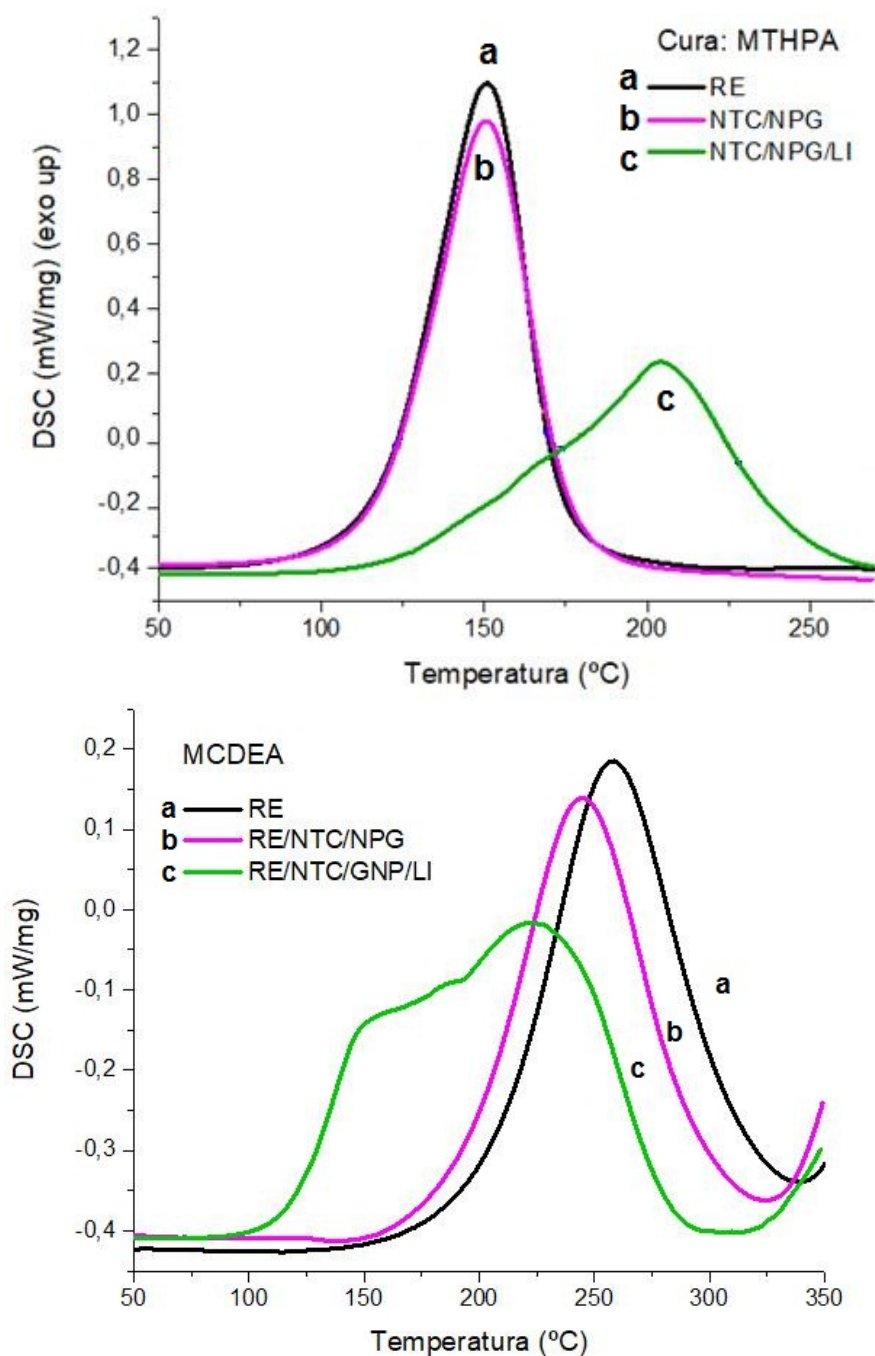 Cura: MTHPA
a RE
b NTC/NPG
c NTC/NPG/LI
a
b
c
1,2
1,0
0,8
0,6
0,4
0,2
0,0
-0,2
-0,4
DSC (mW/mg) (exo up)
50 100 150 200 250
Temperatura (ºC)
MCDEA
a RE
b RE/NTC/NPG
c RE/NTC/GNP/LI
a
b
c
0,2
0,1
0,0
-0,1
-0,2
-0,3
-0,4
DSC (mW/mg)
50 100 150 200 250 300 350
Temperatura (ºC)